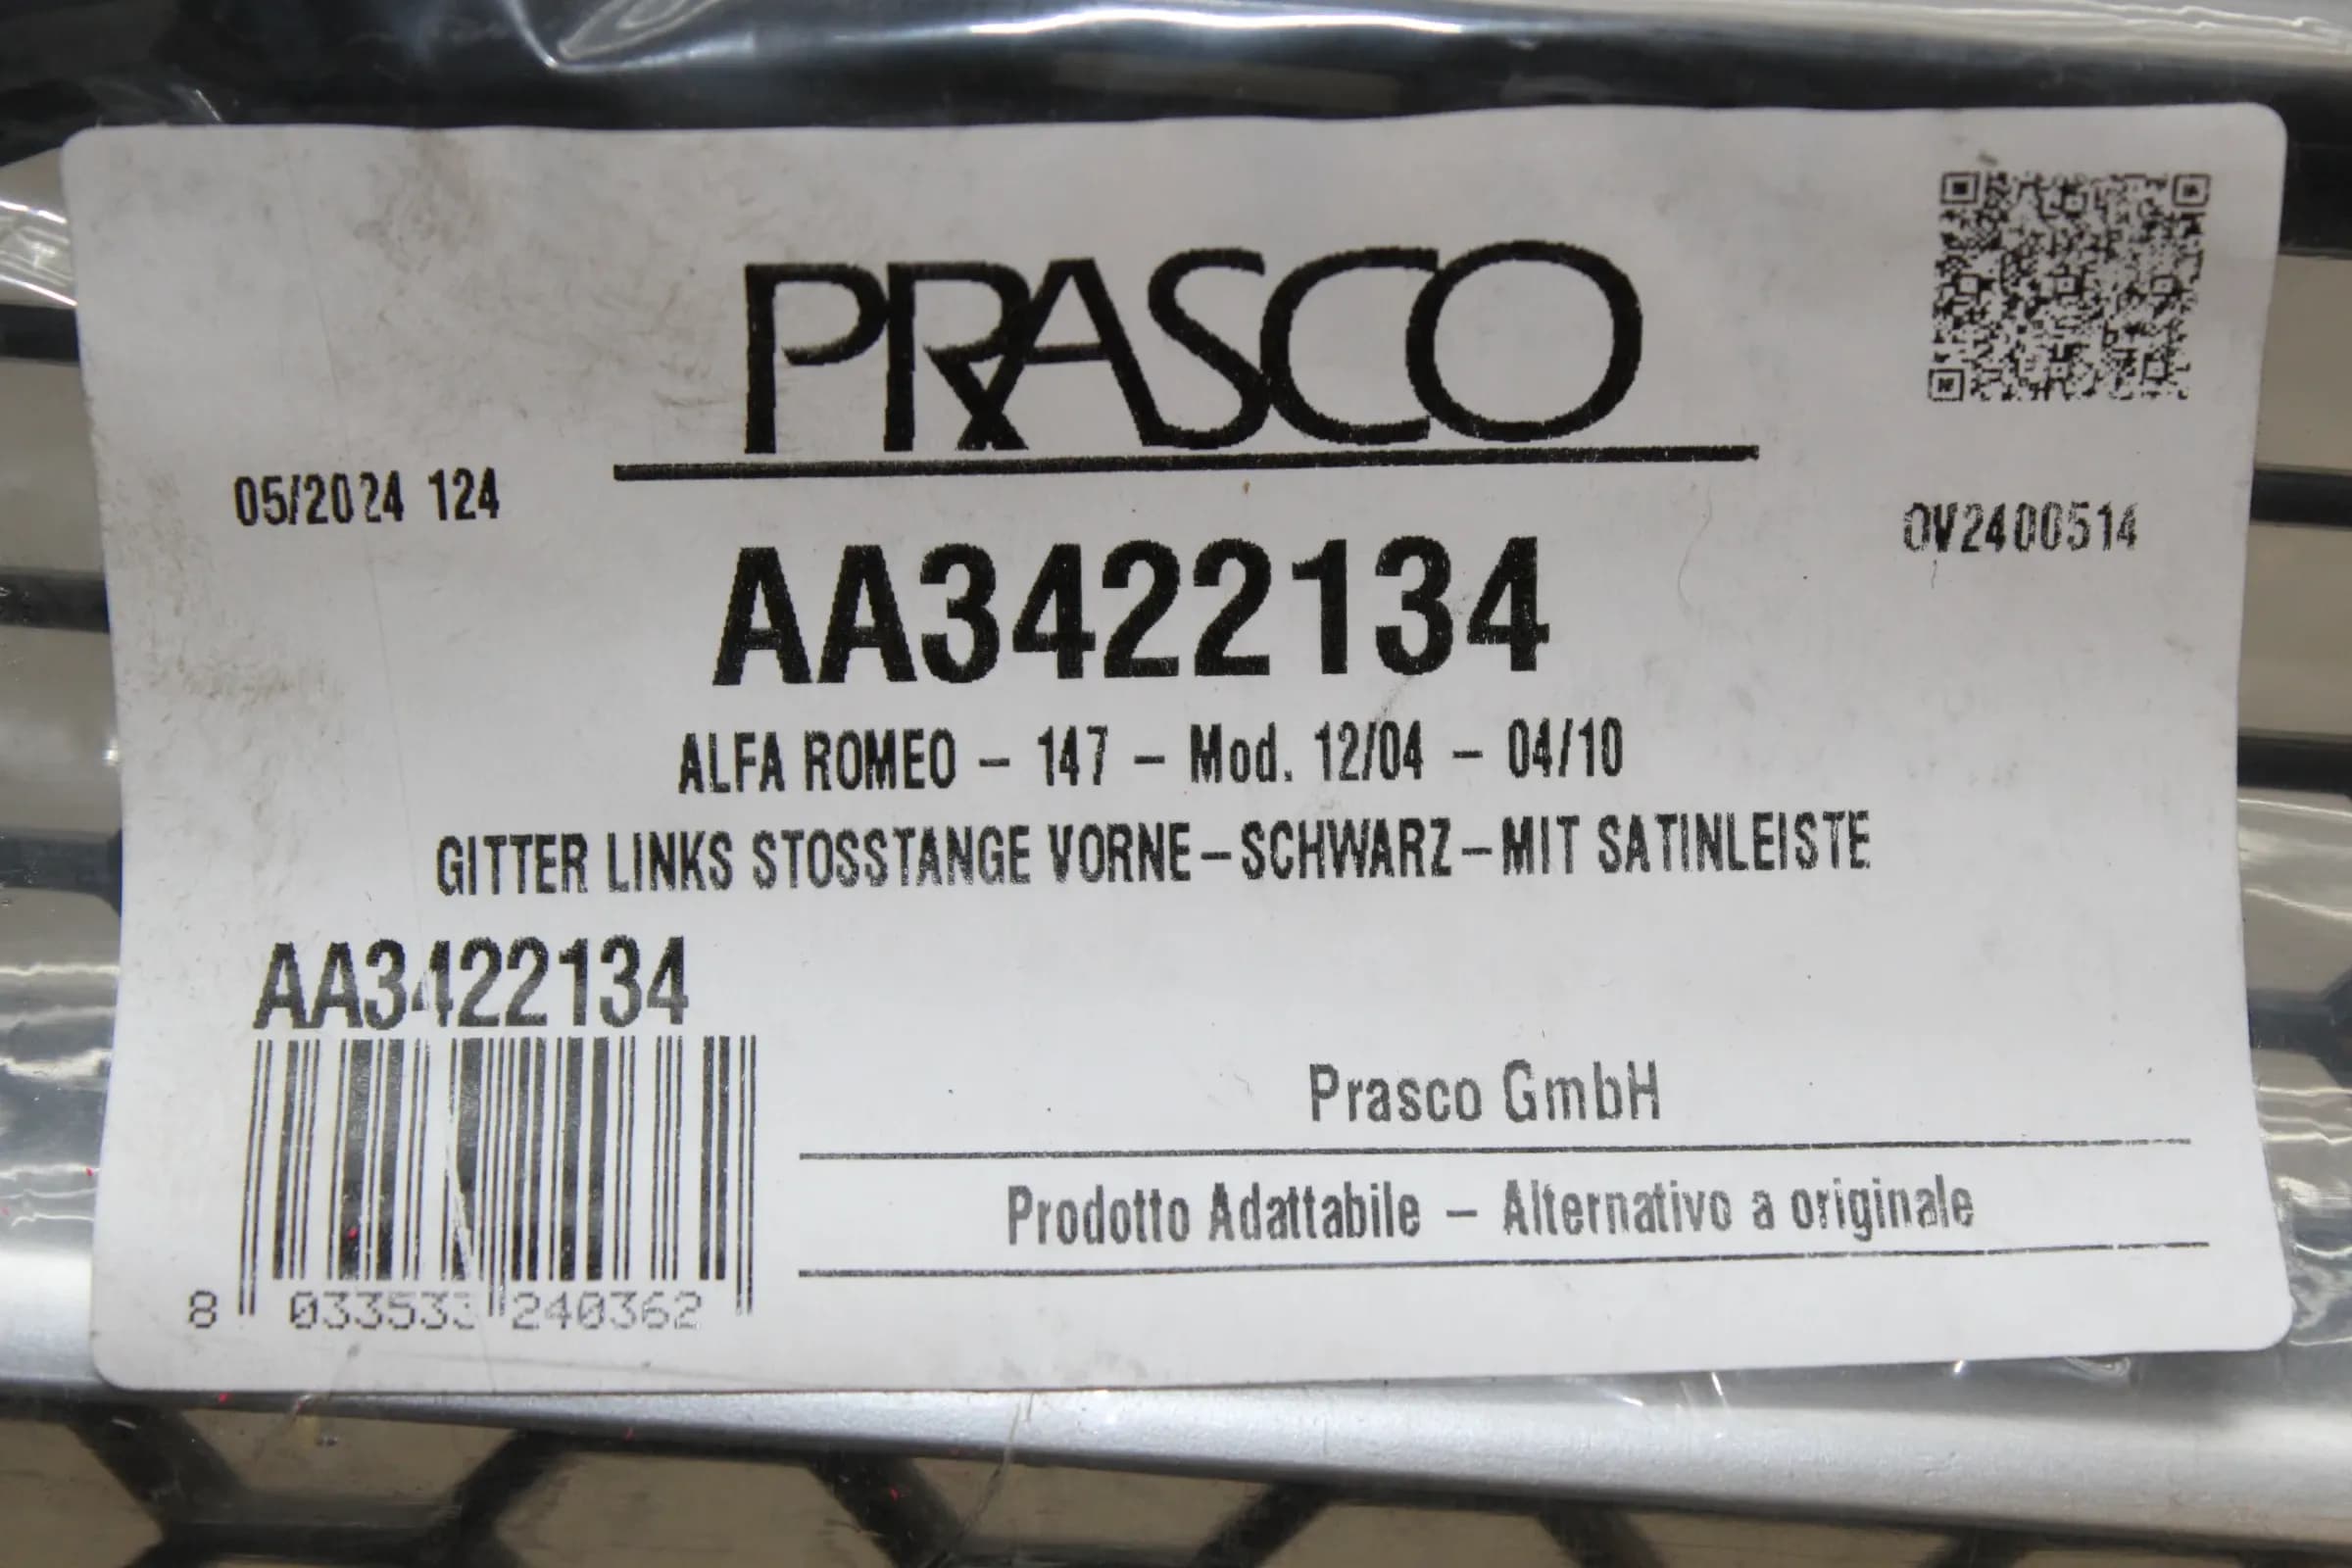 PRASCO
05/2024 124
OV2400514
AA3422134
ALFA ROMEO - 147 - Mod. 12/04 - 04/10
GITTER LINKS STOSSTANGE VORNE-SCHWARZ-MIT SATINLEISTE
AA3422134
Prasco GmbH
Prodotto Adattabile - Alternativo a originale
8 033533 240362